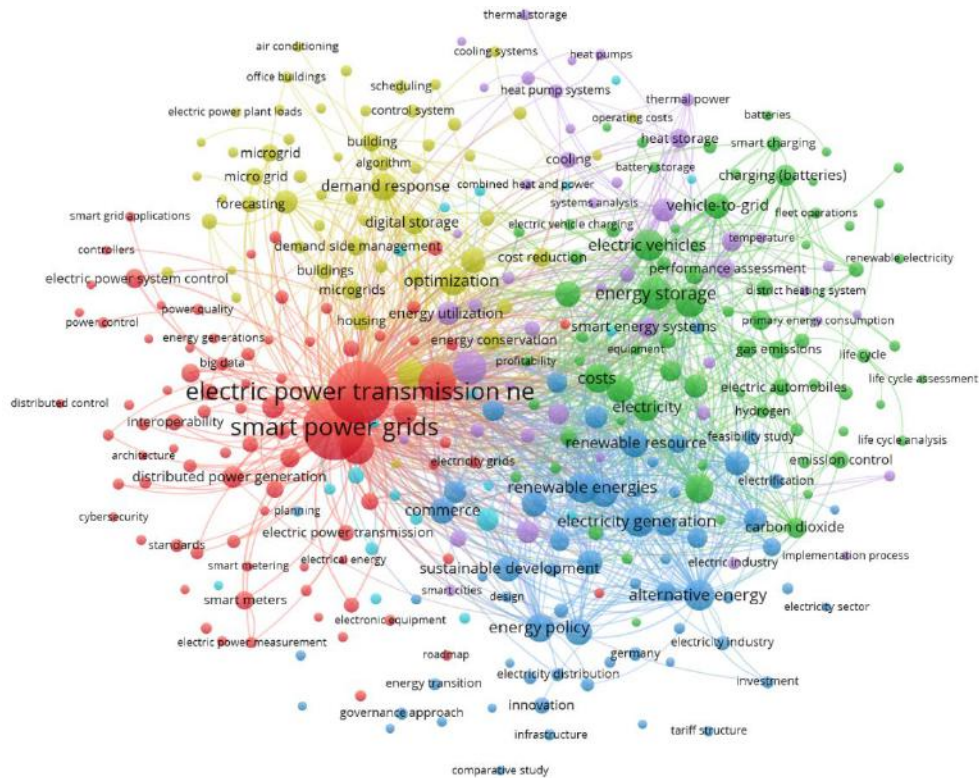 thermal storage
air conditioning
cooling systems
heat pumps
office buildings
scheduling
heat pump systems
thermal power
electric power plant loads
control system
operating costs
batteries
building
heat storage
smart charging
microgrid
algorithm
cooling
battery storage
micro grid
demand response
combined heat and power
charging (batteries)
forecasting
systems analysis
vehicle-to-grid
smart grid applications
digital storage
electric vehicle charging
fleet operations
controllers
demand side management
electric vehicles
temperature
cost reduction
renewable electricity
electric power system control
buildings
optimization
performance assessment
microgrids
energy storage
district heating system
power quality
energy utilization
power control
housing
smart energy systems
primary energy consumption
energy generations
energy conservation
equipment
gas emissions
life cycle
big data
profitability
costs
life cycle assessment
electric power transmission ne
electric automobiles
distributed control
electricity
hydrogen
interoperability
smart power grids
renewable resource
feasibility study
life cycle analysis
architecture
electricity grids
emission control
distributed power generation
renewable energies
electrification
cybersecurity
planning
commerce
electricity generation
carbon dioxide
standards
electric power transmission
implementation process
smart metering
electrical energy
sustainable development
electric industry
smart cities
design
alternative energy
smart meters
electricity sector
electronic equipment
energy policy
electric power measurement
electricity industry
roadmap
germany
energy transition
electricity distribution
investment
governance approach
innovation
infrastructure
tariff structure
comparative study